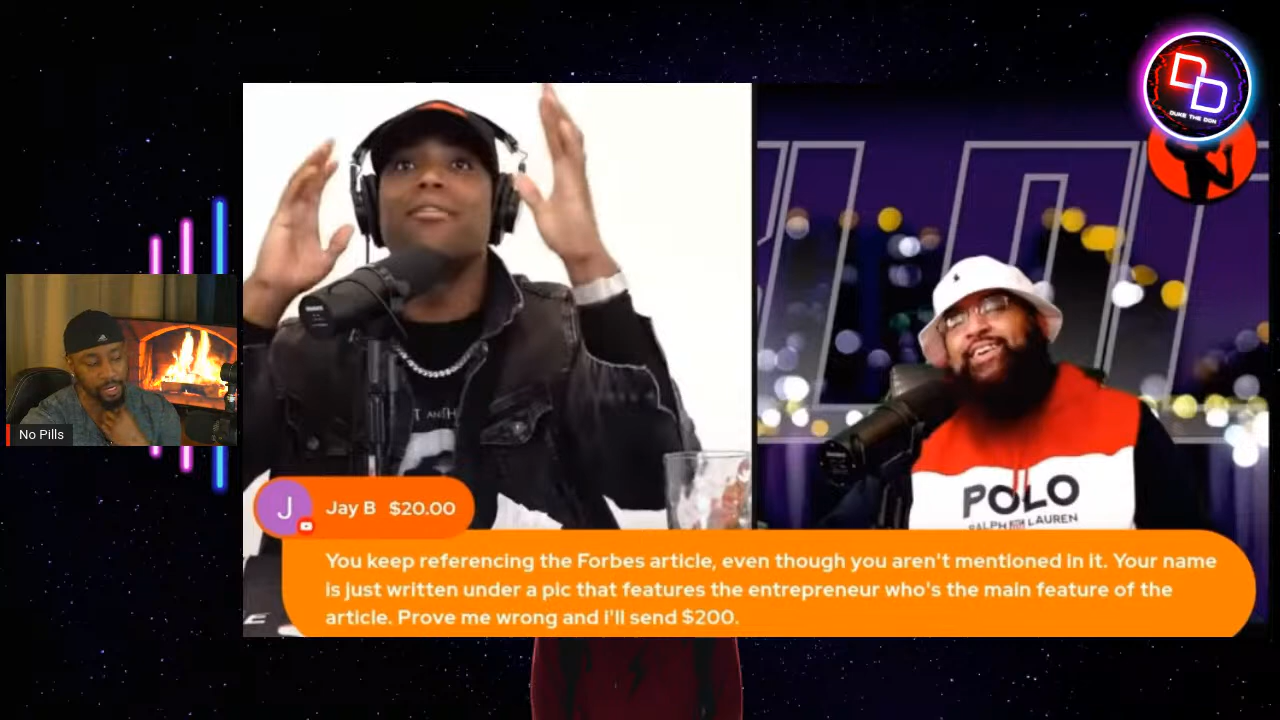 DUKE THE DON
No Pills
J
Jay B $20.00
POLO
RALPH LAUREN
You keep referencing the Forbes article, even though you aren't mentioned in it. Your name
is just written under a pic that features the entrepreneur who's the main feature of the
article. Prove me wrong and i'll send $200.